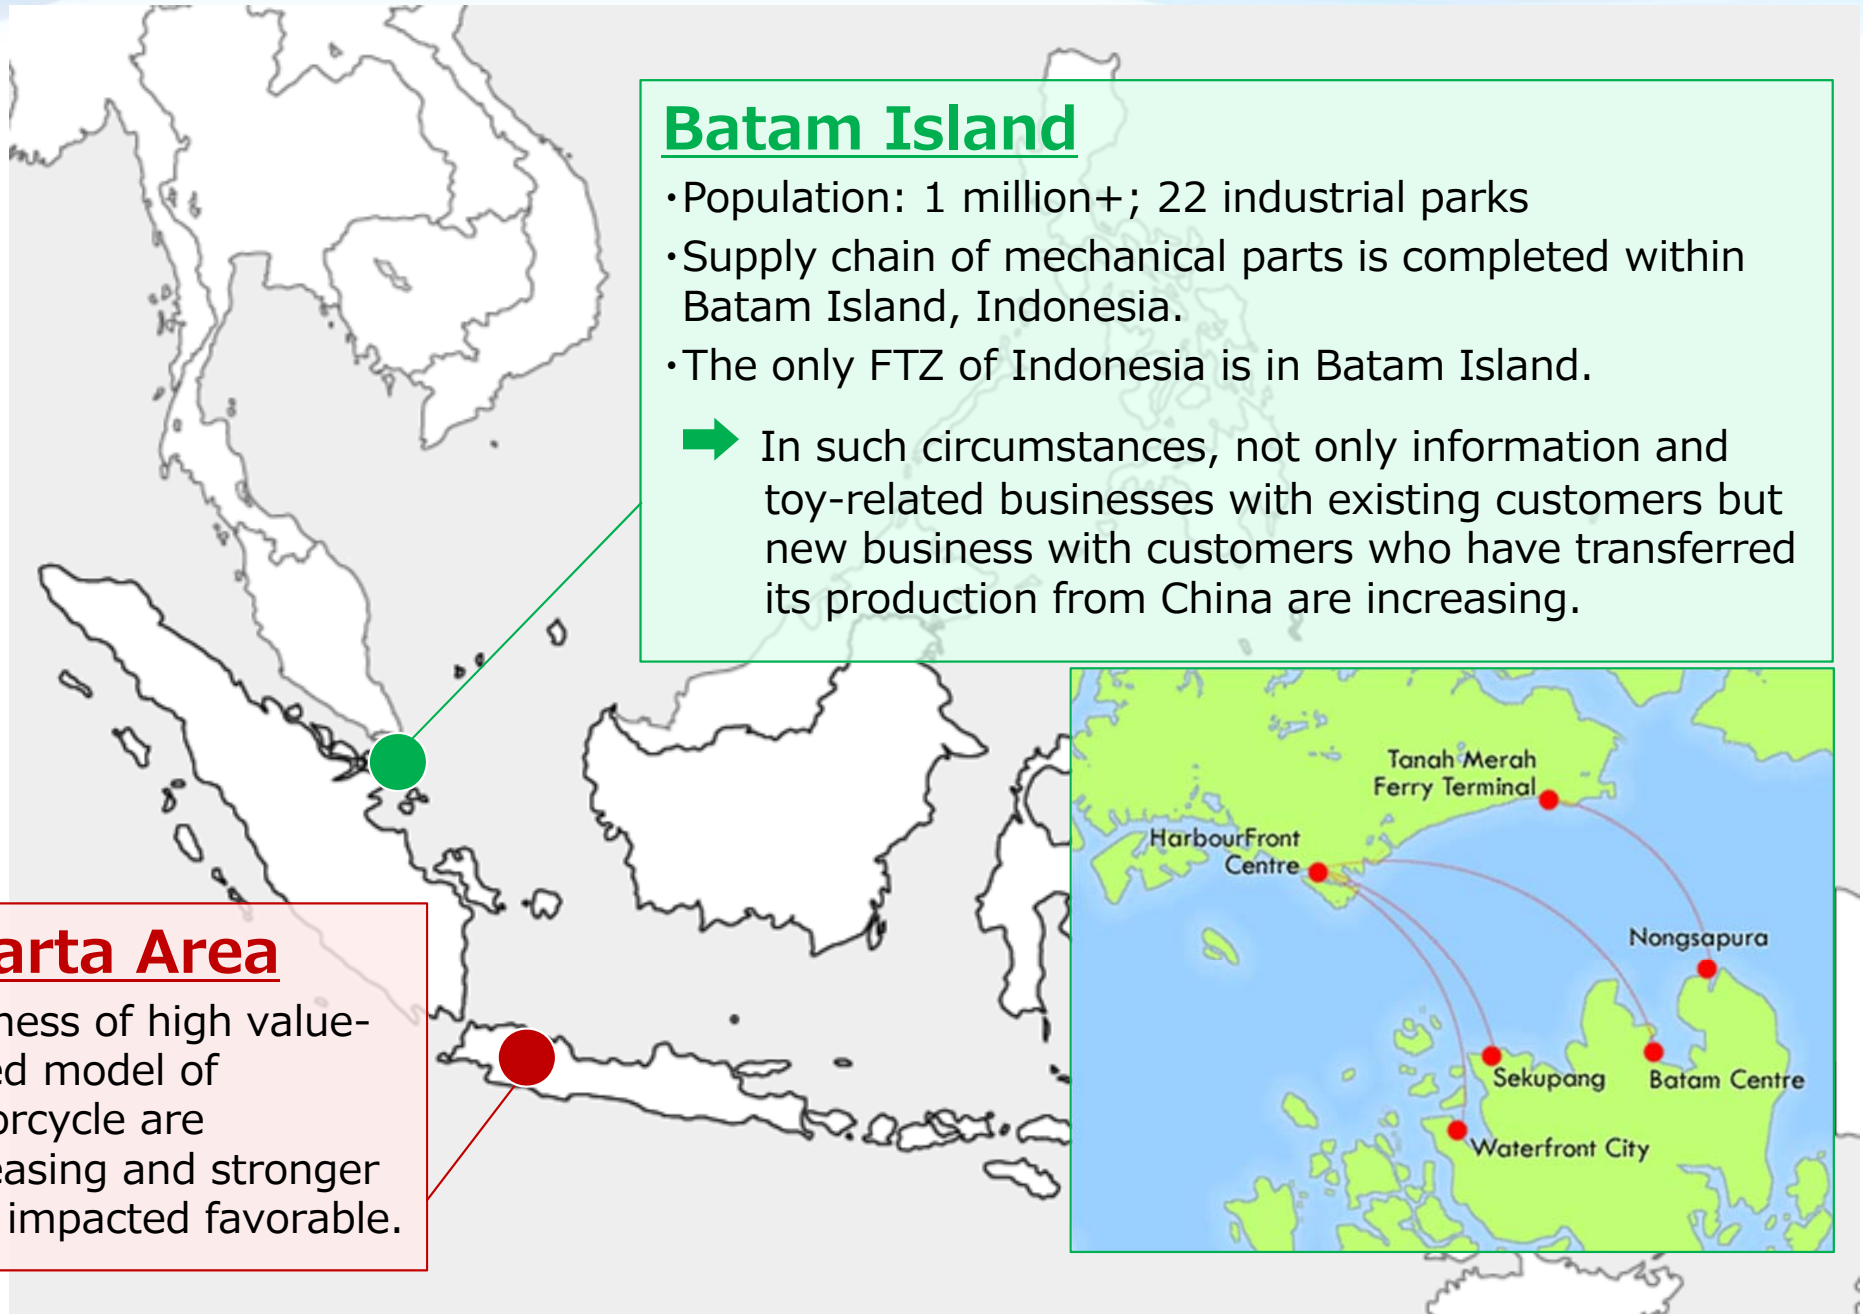 Batam Island
・Population: 1 million+; 22 industrial parks
・Supply chain of mechanical parts is completed within
Batam Island, Indonesia.
・The only FTZ of Indonesia is in Batam Island.
In such circumstances, not only information and
toy-related businesses with existing customers but
new business with customers who have transferred
its production from China are increasing.
Tanah Merah
Ferry Terminal
HarbourFront
Centre
Nongsapura
Sekupang
Batam Centre
Waterfront City
arta Area
ness of high value-
ed model of
orcycle are
easing and stronger
impacted favorable.